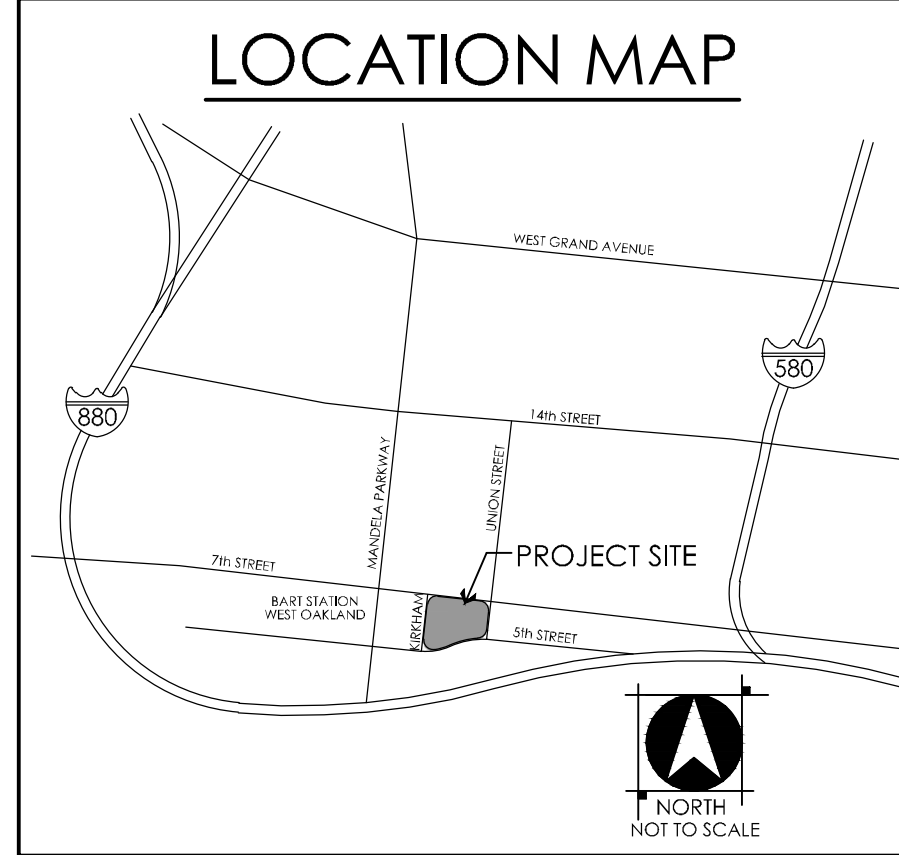 LOCATION MAP
WEST GRAND AVENUE
580
880
14th STREET
MANDELA PARKWAY
UNION STREET
PROJECT SITE
7th STREET
BART STATION
WEST OAKLAND
KIRKHAM
5th STREET
NORTH
NOT TO SCALE